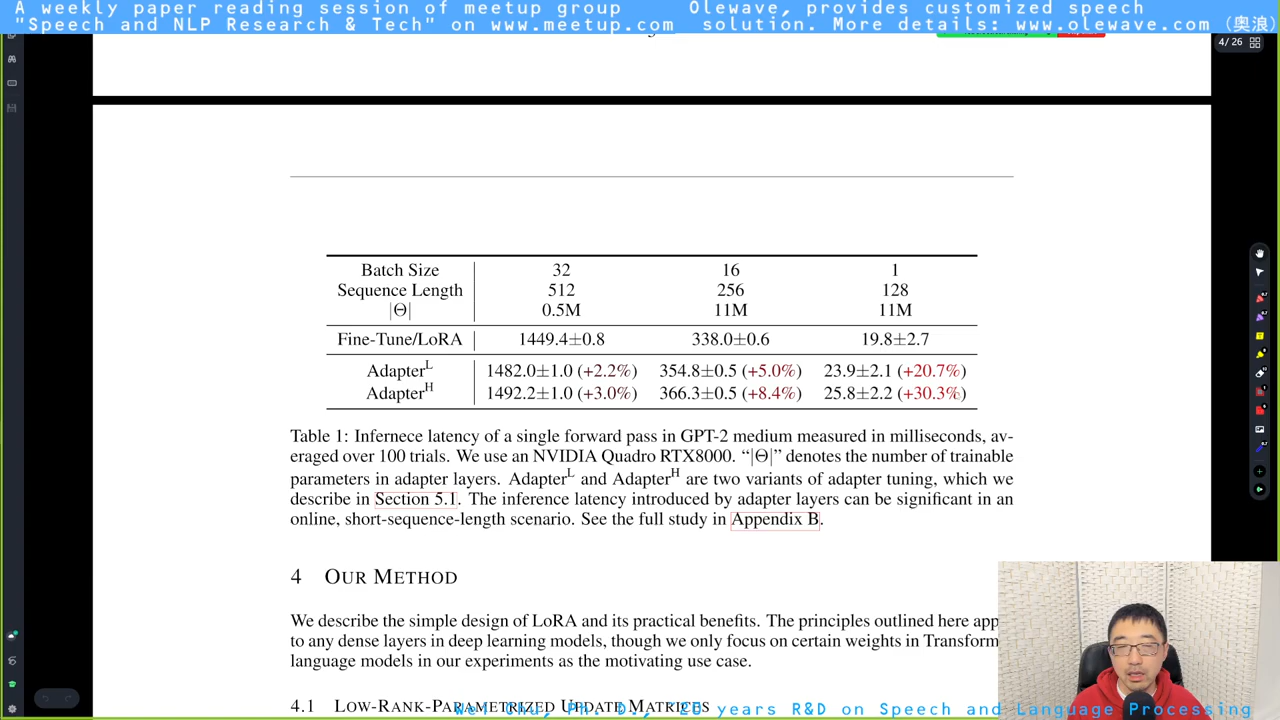 A weekly paper reading session of meetup group
"Speech and NLP Research & Tech" on www.meetup.com
Olewave, provides customized speech
solution. More details: www.olewave.com (奥浪)
4/26
Batch Size 32 16 1
Sequence Length 512 256 128
|Θ| 0.5M 11M 11M
Fine-Tune/LoRA 1449.4±0.8 338.0±0.6 19.8±2.7
Adapter^L 1482.0±1.0 (+2.2%) 354.8±0.5 (+5.0%) 23.9±2.1 (+20.7%)
Adapter^H 1492.2±1.0 (+3.0%) 366.3±0.5 (+8.4%) 25.8±2.2 (+30.3%)
Table 1: Infernece latency of a single forward pass in GPT-2 medium measured in milliseconds, av-
eraged over 100 trials. We use an NVIDIA Quadro RTX8000. "|Θ|" denotes the number of trainable
parameters in adapter layers. Adapter^L and Adapter^H are two variants of adapter tuning, which we
describe in Section 5.1. The inference latency introduced by adapter layers can be significant in an
online, short-sequence-length scenario. See the full study in Appendix B.
4 OUR METHOD
We describe the simple design of LoRA and its practical benefits. The principles outlined here app
to any dense layers in deep learning models, though we only focus on certain weights in Transform
language models in our experiments as the motivating use case.
4.1 LOW-RANK-PARAMETRIZED UPDATE MATRICES
Wei Chu, Ph. D., 20 years R&D on Speech and Language Processing